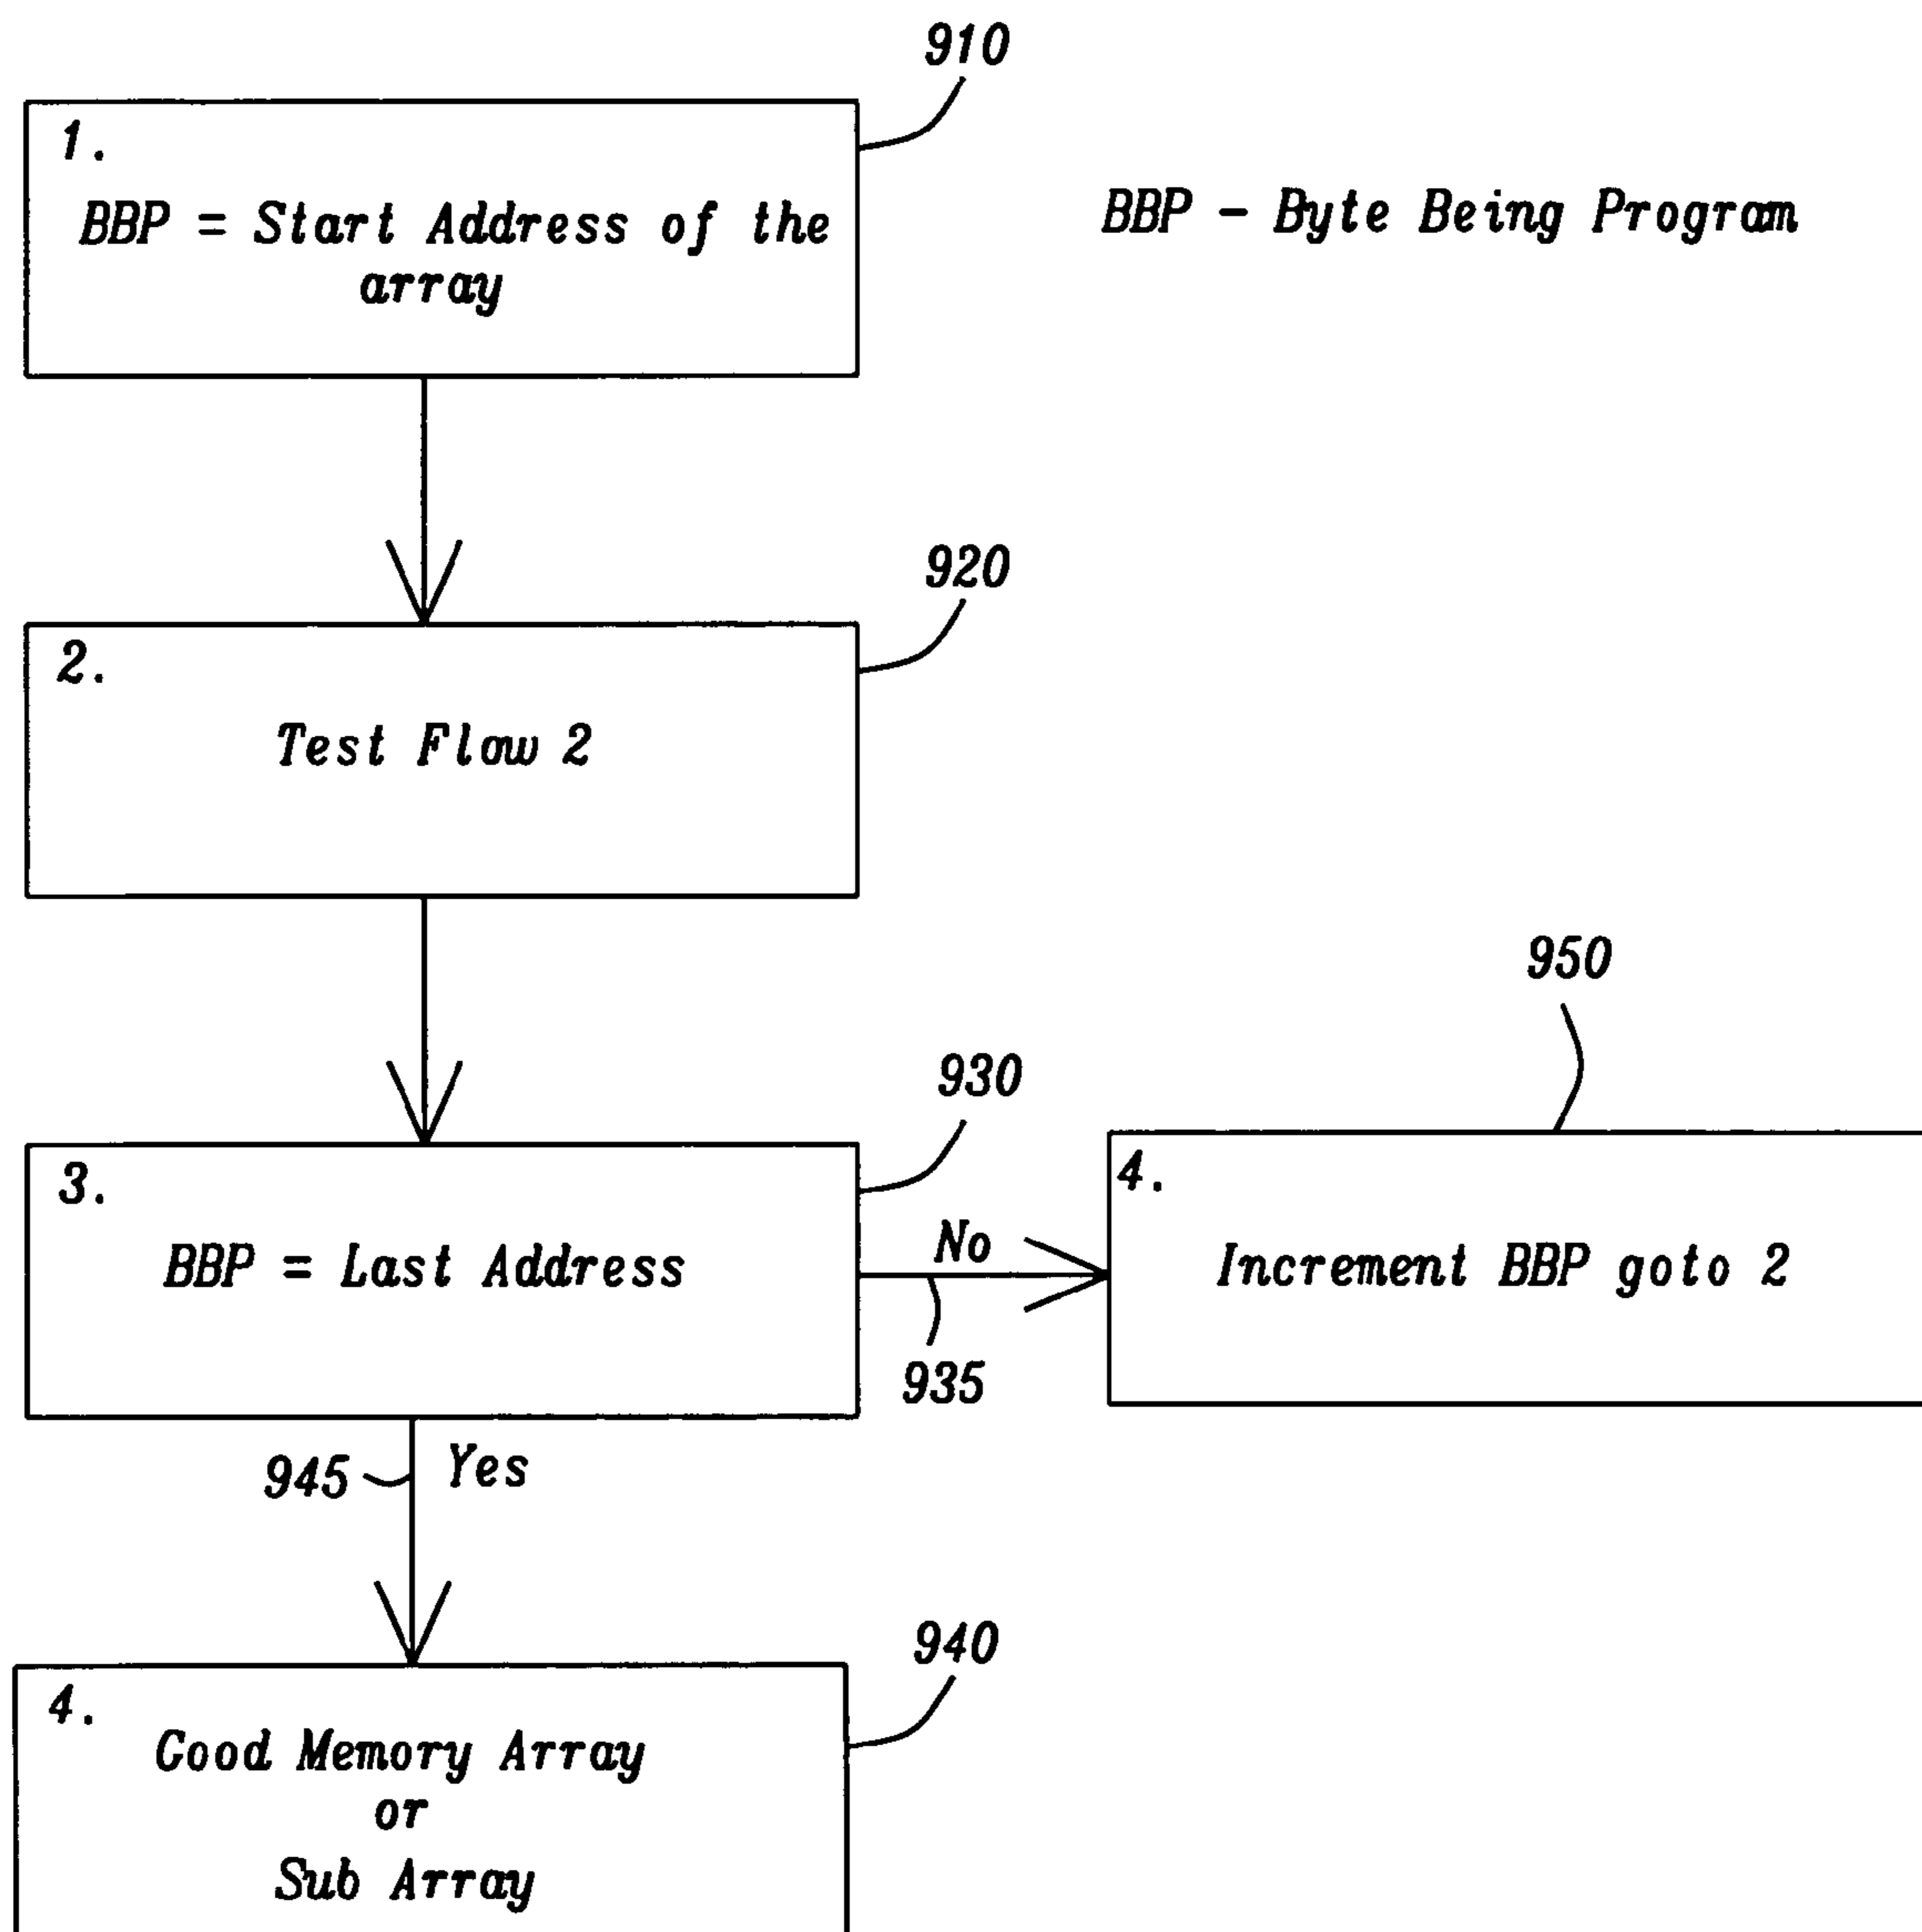 910
1.
BBP = Start Address of the
array
BBP - Byte Being Program
920
2.
Test Flow 2
950
930
3.
BBP = Last Address
No
935
4.
Increment BBP goto 2
945
Yes
940
4.
Good Memory Array
or
Sub Array